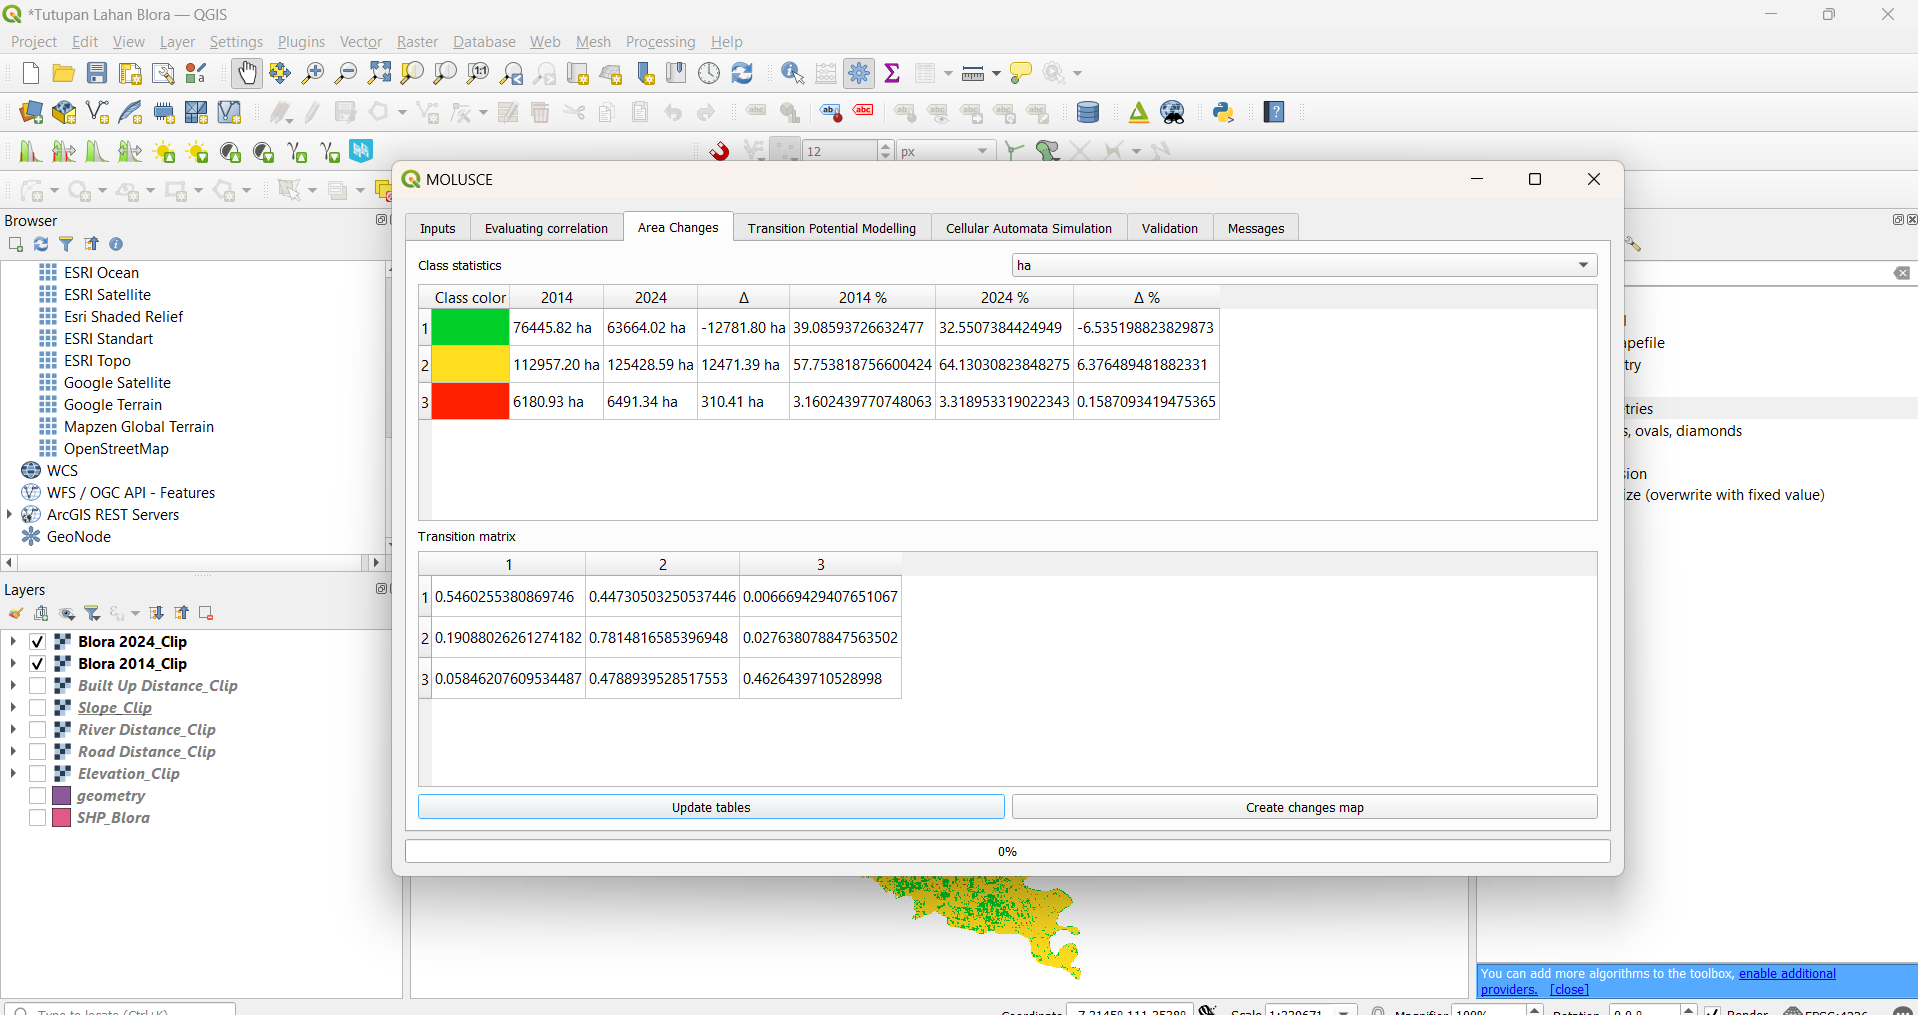 *Tutupan Lahan Blora — QGIS
Project Edit View Layer Settings Plugins Vector Raster Database Web Mesh Processing Help
12 px
MOLUSCE
Inputs Evaluating correlation Area Changes Transition Potential Modelling Cellular Automata Simulation Validation Messages
Class statistics ha
Class color 2014 2024 Δ 2014 % 2024 % Δ %
1 76445.82 ha 63664.02 ha -12781.80 ha 39.08593726632477 32.5507384424949 -6.535198823829873
2 112957.20 ha 125428.59 ha 12471.39 ha 57.753818756600424 64.13030823848275 6.376489481882331
3 6180.93 ha 6491.34 ha 310.41 ha 3.1602439770748063 3.318953319022343 0.1587093419475365
Transition matrix
1 2 3
1 0.5460255380869746 0.44730503250537446 0.006669429407651067
2 0.19088026261274182 0.7814816585396948 0.027638078847563502
3 0.05846207609534487 0.4788939528517553 0.4626439710528998
Update tables Create changes map
0%
Browser
ESRI Ocean
ESRI Satellite
Esri Shaded Relief
ESRI Standart
ESRI Topo
Google Satellite
Google Terrain
Mapzen Global Terrain
OpenStreetMap
WCS
WFS / OGC API - Features
ArcGIS REST Servers
GeoNode
Layers
Blora 2024_Clip
Blora 2014_Clip
Built Up Distance_Clip
Slope_Clip
River Distance_Clip
Road Distance_Clip
Elevation_Clip
geometry
SHP_Blora
apefile
try
tries
s, ovals, diamonds
sion
ize (overwrite with fixed value)
You can add more algorithms to the toolbox, enable additional
providers. [close]
Type to locate (Ctrl+K) Coordinate Scale Magnifier 100% Rotation Render